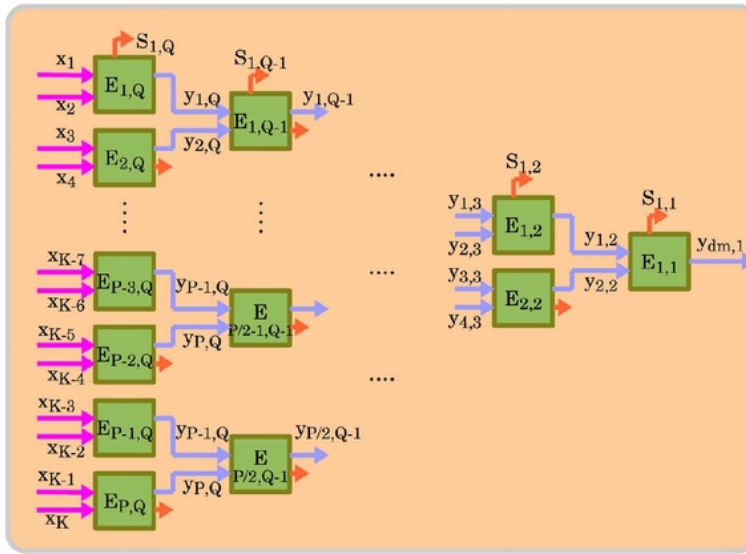 S1,Q
x1
E1,Q
x2
y1,Q
S1,Q-1
y1,Q-1
E1,Q-1
x3
E2,Q
x4
y2,Q
....
S1,2
y1,3
E1,2
y2,3
y1,2
S1,1
ydm,1
E1,1
y3,3
E2,2
y4,3
y2,2
xK-7
EP-3,Q
xK-6
yP-1,Q
E
P/2-1,Q-1
....
xK-5
EP-2,Q
xK-4
yP,Q
....
xK-3
EP-1,Q
xK-2
yP-1,Q
E
P/2,Q-1
yP/2,Q-1
xK-1
EP,Q
xK
yP,Q